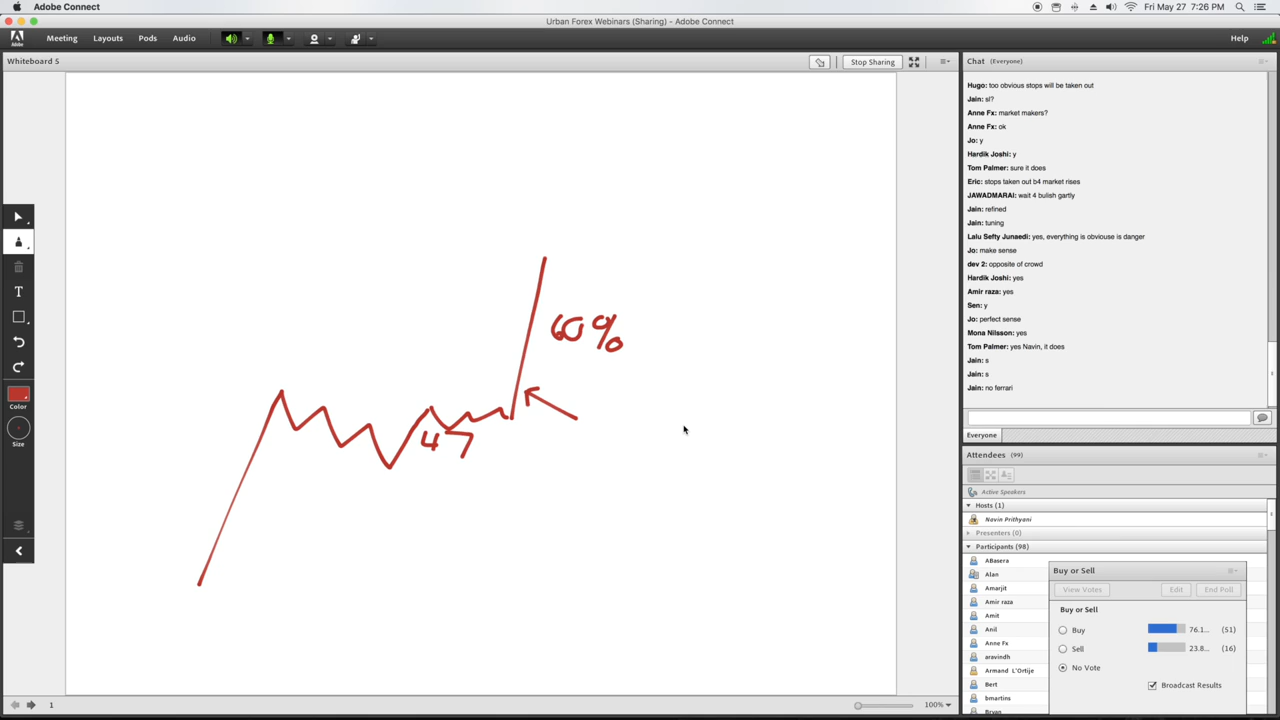 Adobe Connect
Fri May 27 7:26 PM
Urban Forex Webinars (Sharing) - Adobe Connect
Adobe
Meeting
Layouts
Pods
Audio
Help
Whiteboard 5
Stop Sharing
T
Color
Size
60%
47
1
100%
Chat (Everyone)
Hugo: too obvious stops will be taken out
Jain: sl?
Anne Fx: market makers?
Anne Fx: ok
Jo: y
Hardik Joshi: y
Tom Palmer: sure it does
Eric: stops taken out b4 market rises
JAWADMARAI: wait 4 bulish gartly
Jain: refined
Jain: tuning
Lalu Sefty Junaedi: yes, everything is obviouse is danger
Jo: make sense
dev 2: opposite of crowd
Hardik Joshi: yes
Amir raza: yes
Sen: y
Jo: perfect sense
Mona Nilsson: yes
Tom Palmer: yes Navin, it does
Jain: s
Jain: s
Jain: no ferrari
Everyone
Attendees (99)
Active Speakers
Hosts (1)
Navin Prithyani
Presenters (0)
Participants (98)
ABasera
Alan
Amarjit
Amir raza
Amit
Anil
Anne Fx
aravindh
Armand L'Ortije
Bert
bmartins
Bryan
Buy or Sell
View Votes
Edit
End Poll
Buy or Sell
Buy 76.1... (51)
Sell 23.8... (16)
No Vote
Broadcast Results